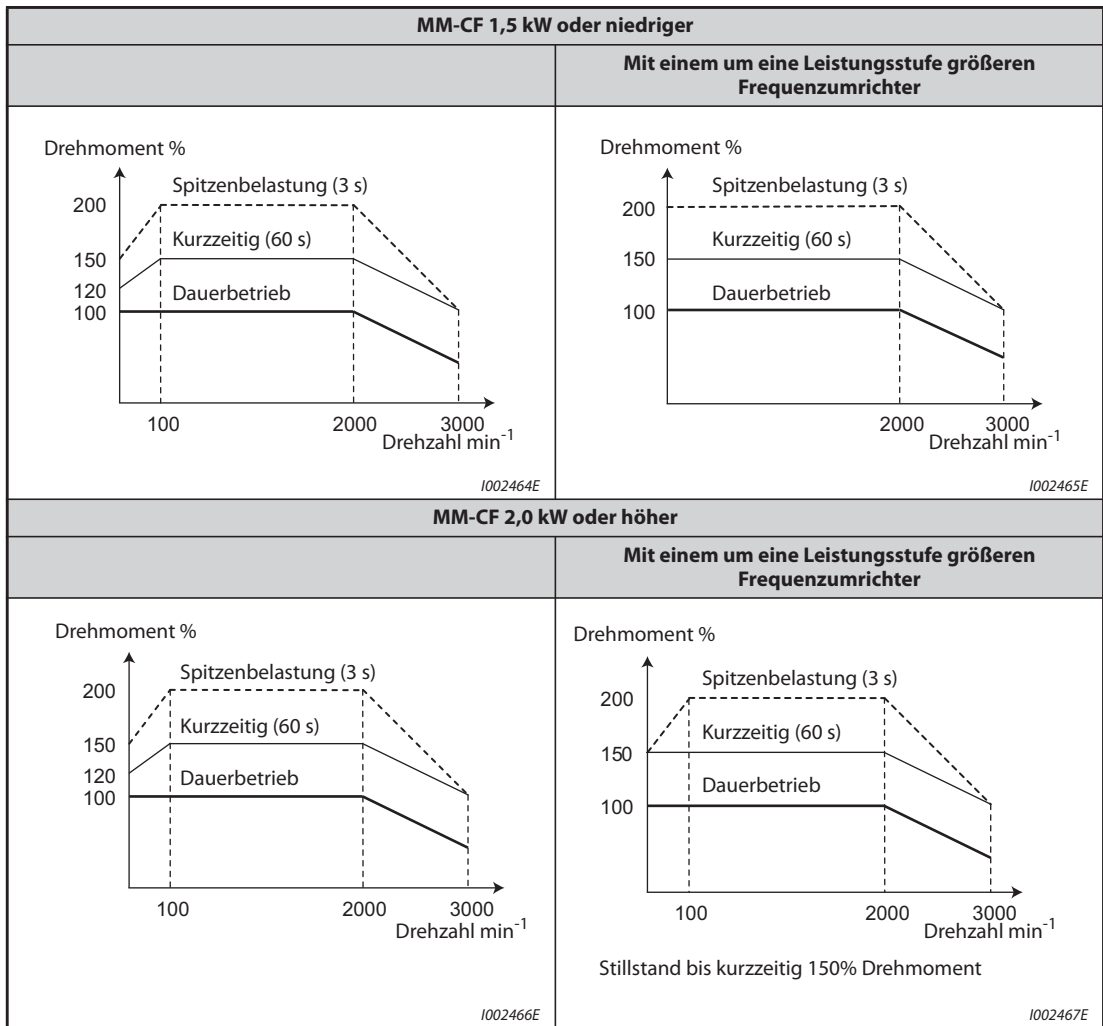 MM-CF 1,5 kW oder niedriger
Mit einem um eine Leistungsstufe größeren
Frequenzumrichter
Drehmoment %
Spitzenbelastung (3 s)
200
Kurzzeitig (60 s)
150
120
Dauerbetrieb
100
100
2000
3000
Drehzahl min-1
I002464E
Drehmoment %
Spitzenbelastung (3 s)
200
Kurzzeitig (60 s)
150
Dauerbetrieb
100
2000
3000
Drehzahl min-1
I002465E
MM-CF 2,0 kW oder höher
Mit einem um eine Leistungsstufe größeren
Frequenzumrichter
Drehmoment %
Spitzenbelastung (3 s)
200
Kurzzeitig (60 s)
150
120
Dauerbetrieb
100
100
2000
3000
Drehzahl min-1
I002466E
Drehmoment %
Spitzenbelastung (3 s)
200
Kurzzeitig (60 s)
150
Dauerbetrieb
100
100
2000
3000
Drehzahl min-1
Stillstand bis kurzzeitig 150% Drehmoment
I002467E